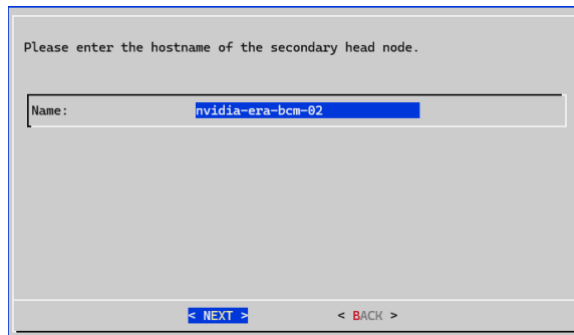 Please enter the hostname of the secondary head node.
Name: nvidia-era-bcm-02
< NEXT > < BACK >